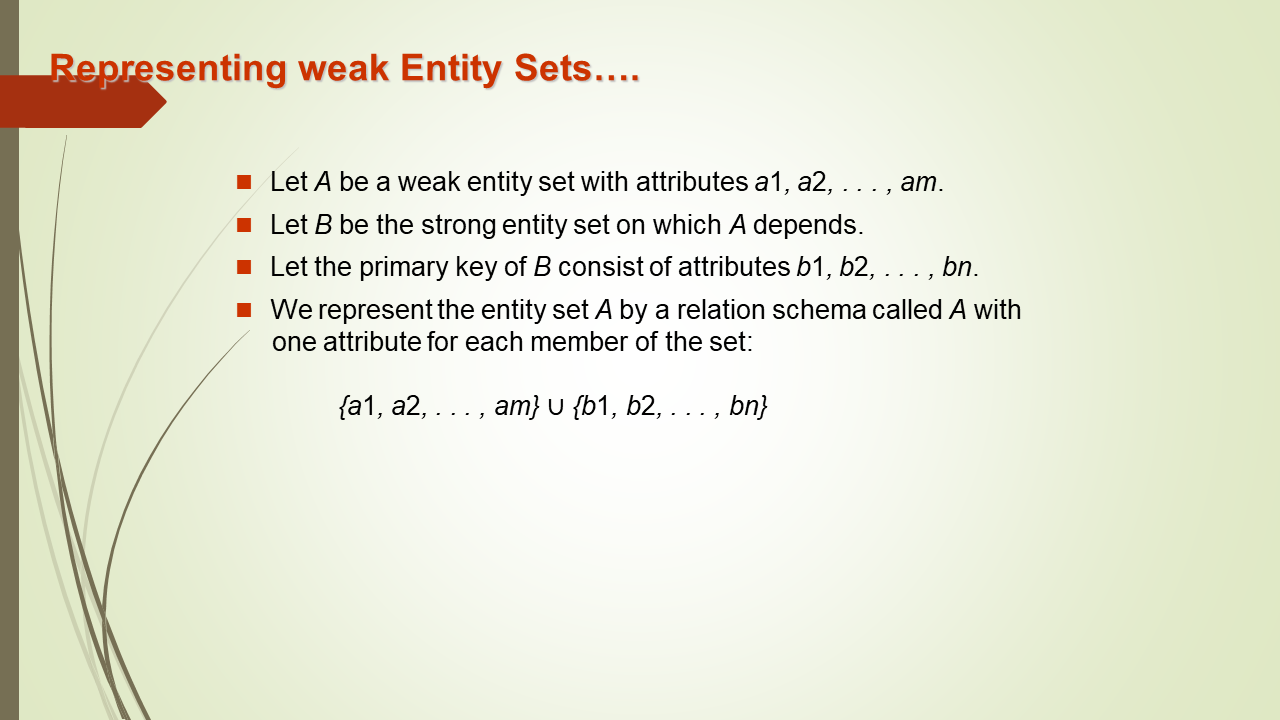 Representing weak Entity Sets….
Let A be a weak entity set with attributes a1, a2, . . . , am.
Let B be the strong entity set on which A depends.
Let the primary key of B consist of attributes b1, b2, . . . , bn.
We represent the entity set A by a relation schema called A with
one attribute for each member of the set:
{a1, a2, . . . , am} ∪ {b1, b2, . . . , bn}